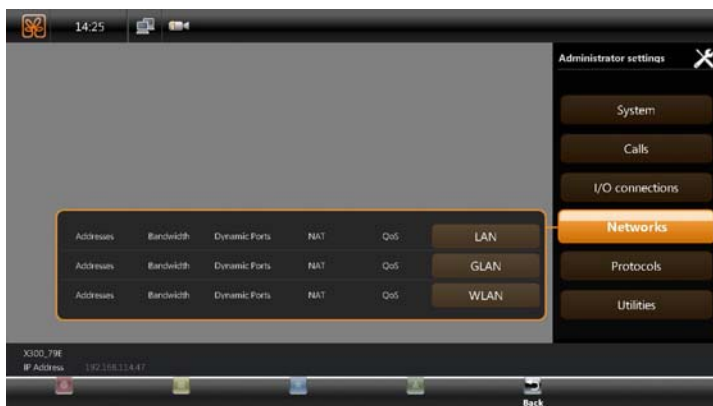 14:25
Administrator settings
System
Calls
I/O connections
Networks
Protocols
Utilities
Addresses Bandwidth Dynamic Ports NAT QoS LAN
Addresses Bandwidth Dynamic Ports NAT QoS GLAN
Addresses Bandwidth Dynamic Ports NAT QoS WLAN
X300_79E
IP Address 192.168.114.47
Back